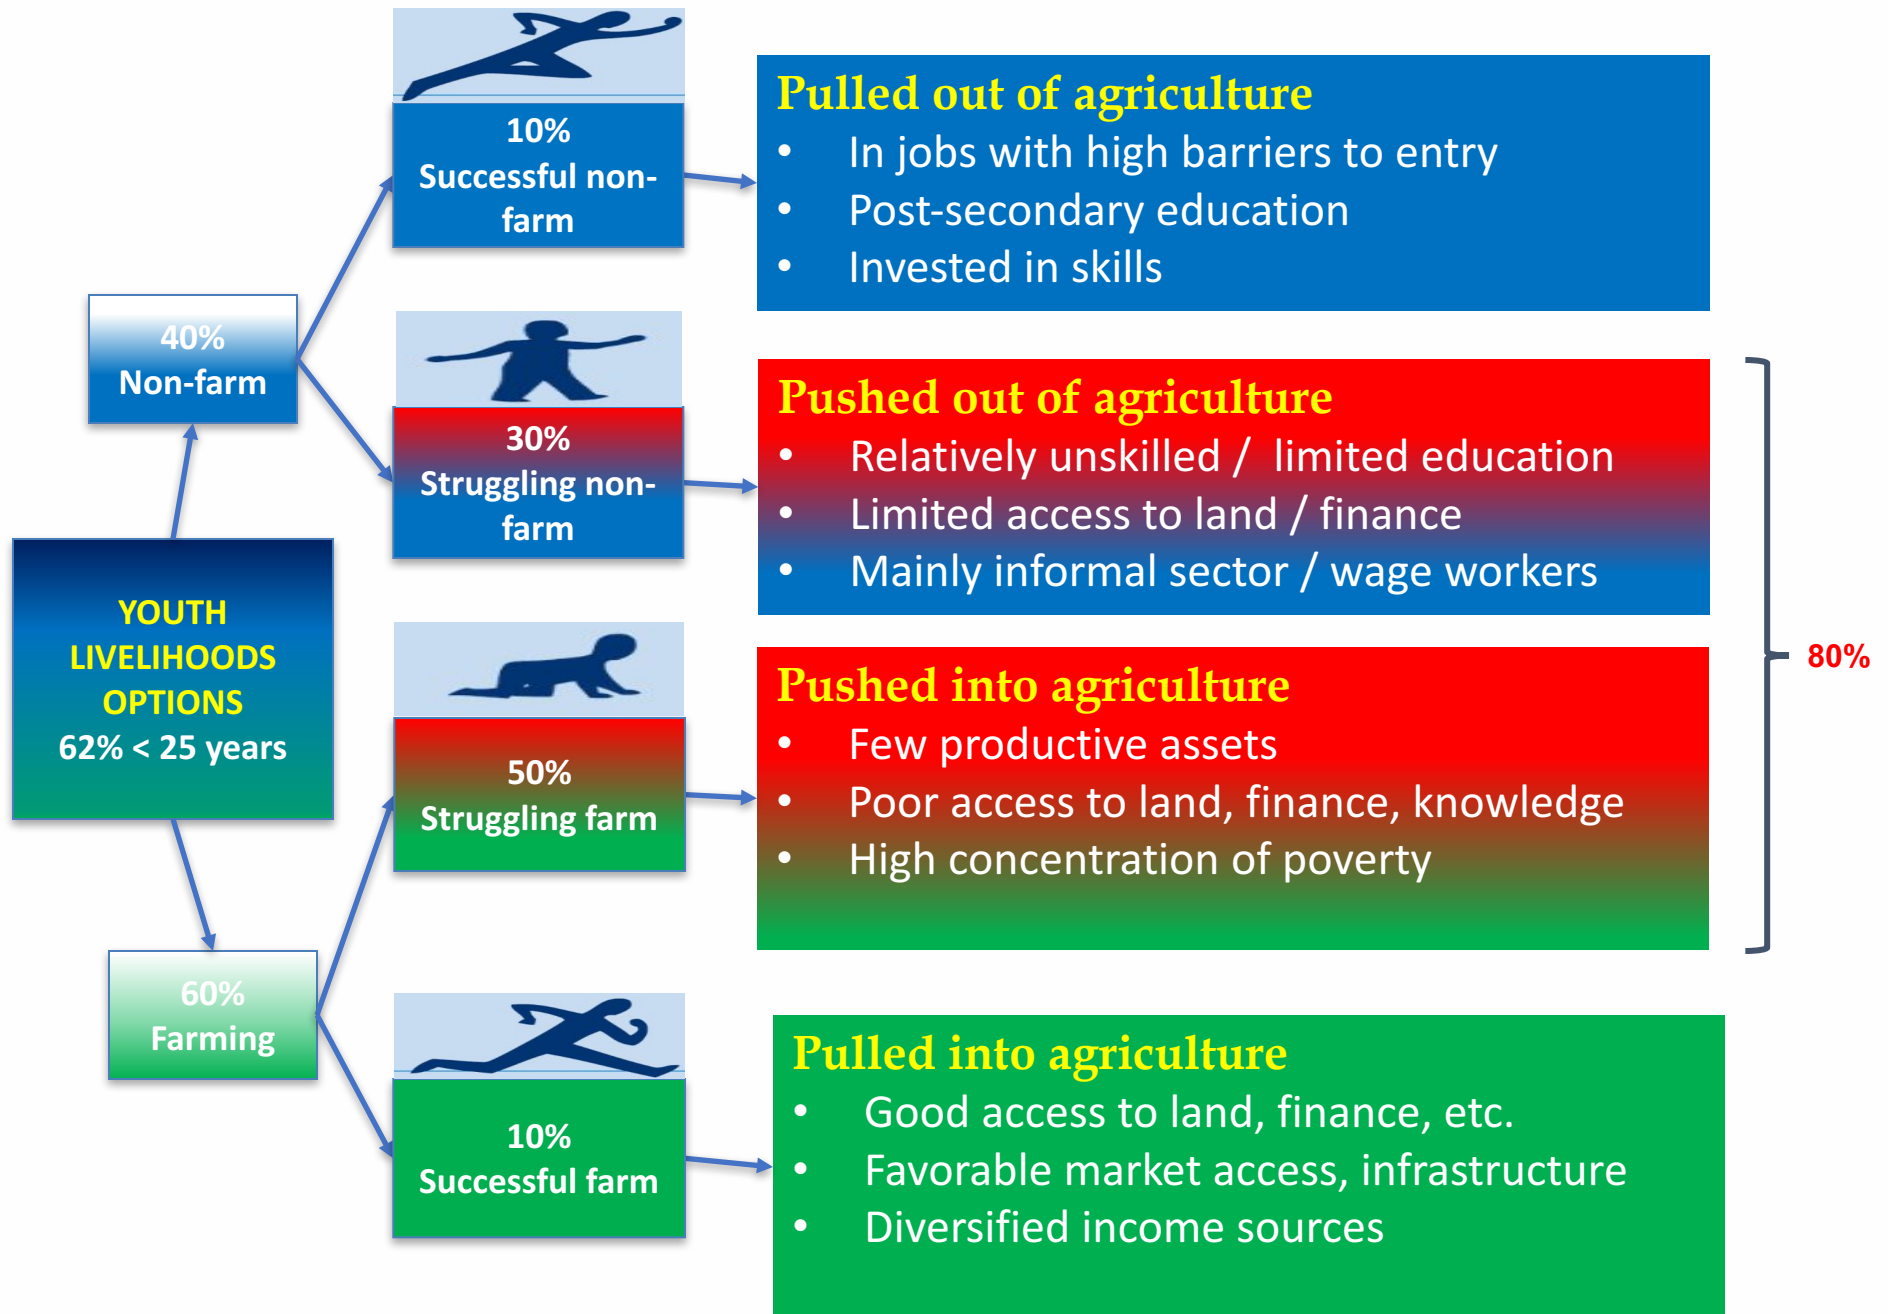 10%
Successful non-
farm
Pulled out of agriculture
• In jobs with high barriers to entry
• Post-secondary education
• Invested in skills
40%
Non-farm
30%
Struggling non-
farm
Pushed out of agriculture
• Relatively unskilled / limited education
• Limited access to land / finance
• Mainly informal sector / wage workers
YOUTH
LIVELIHOODS
OPTIONS
62% < 25 years
80%
50%
Struggling farm
Pushed into agriculture
• Few productive assets
• Poor access to land, finance, knowledge
• High concentration of poverty
60%
Farming
10%
Successful farm
Pulled into agriculture
• Good access to land, finance, etc.
• Favorable market access, infrastructure
• Diversified income sources